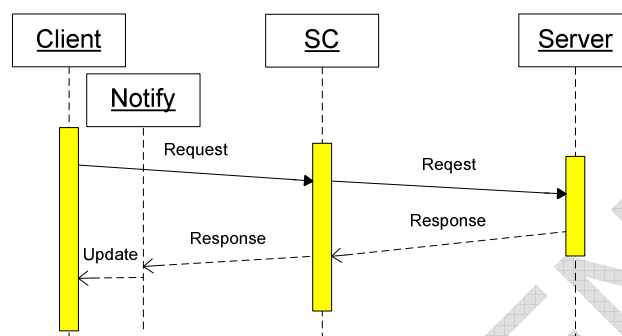 Client
SC
Server
Notify
Request
Reqest
Response
Response
Update